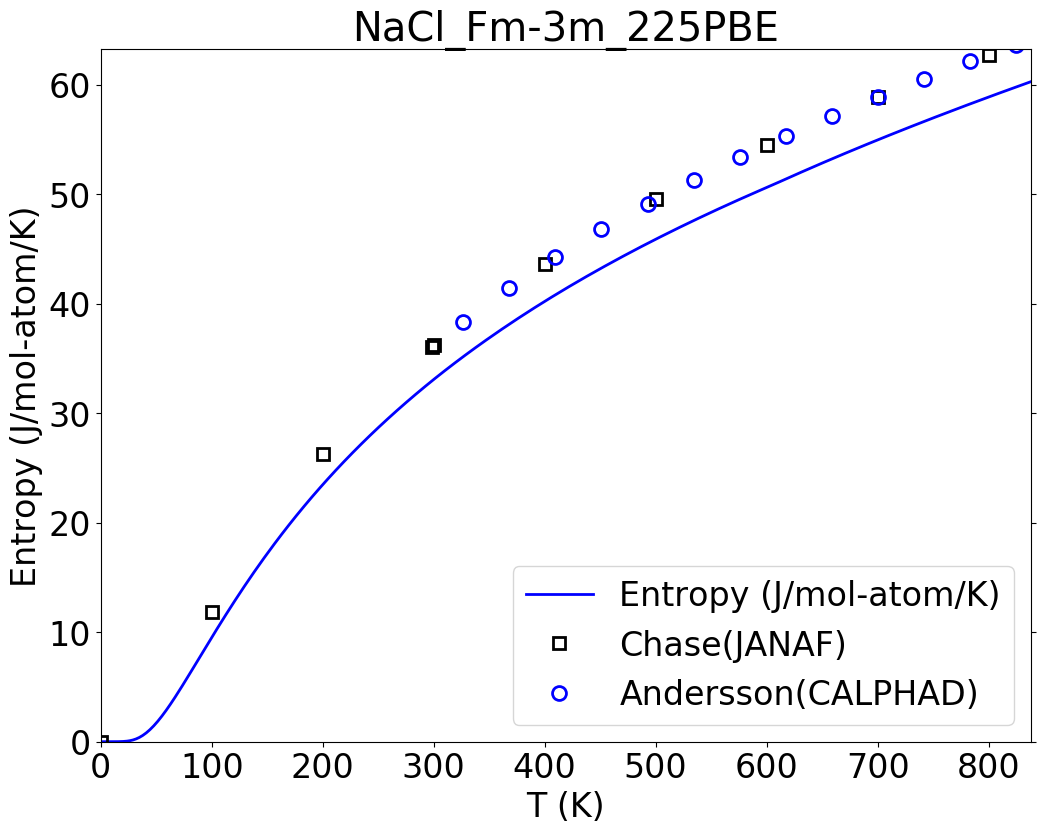 NaCl_Fm-3m_225PBE
60
50
40
30
20
10
0
Entropy (J/mol-atom/K)
Entropy (J/mol-atom/K)
Chase(JANAF)
Andersson(CALPHAD)
0 100 200 300 400 500 600 700 800
T (K)